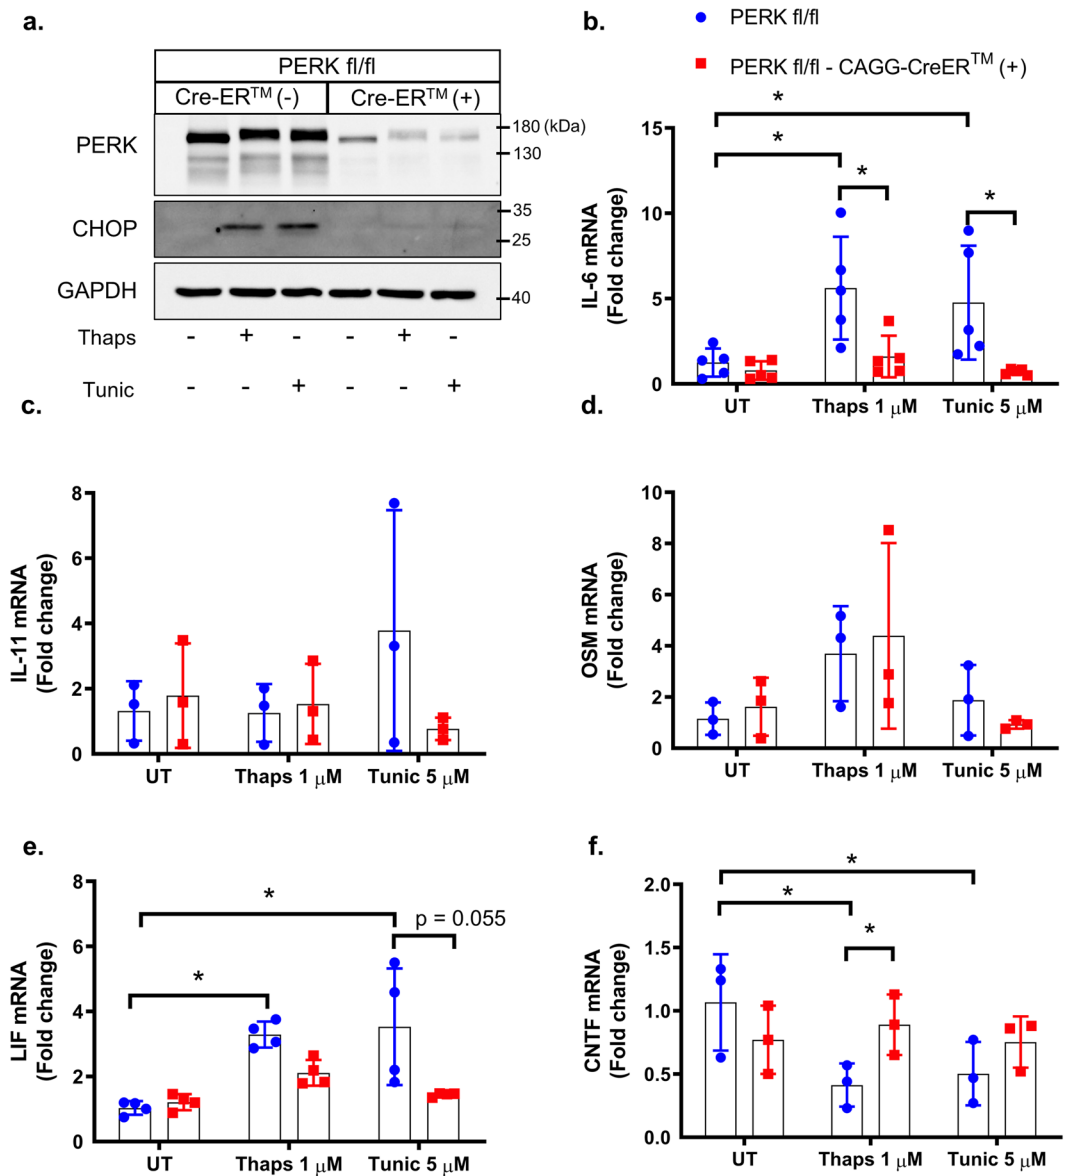 a.
PERK fl/fl
Cre-ER™ (-) Cre-ER™ (+)
PERK
180 (kDa)
130
CHOP
35
25
GAPDH
40
Thaps - + - - + -
Tunic - - + - - +
b.
PERK fl/fl
PERK fl/fl - CAGG-CreER™ (+)
IL-6 mRNA
(Fold change)
15
10
5
0
*
*
*
*
UT Thaps 1 μM Tunic 5 μM
c.
IL-11 mRNA
(Fold change)
8
6
4
2
0
UT Thaps 1 μM Tunic 5 μM
d.
OSM mRNA
(Fold change)
10
8
6
4
2
0
UT Thaps 1 μM Tunic 5 μM
e.
LIF mRNA
(Fold change)
8
6
4
2
0
*
*
p = 0.055
UT Thaps 1 μM Tunic 5 μM
f.
CNTF mRNA
(Fold change)
2.0
1.5
1.0
0.5
0.0
*
*
*
UT Thaps 1 μM Tunic 5 μM